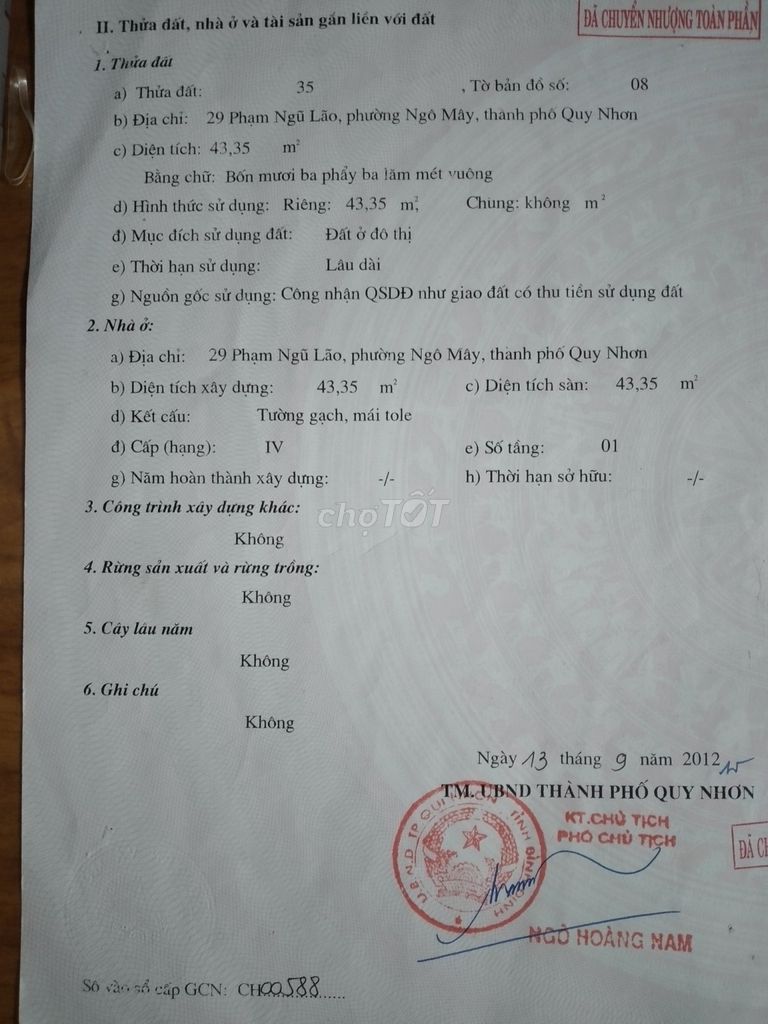 II. Thửa đất, nhà ở và tài sản gắn liền với đất
ĐÃ CHUYỂN NHƯỢNG TOÀN PHẦN
1. Thửa đất
a) Thửa đất: 35 , Tờ bản đồ số: 08
b) Địa chỉ: 29 Phạm Ngũ Lão, phường Ngô Mây, thành phố Quy Nhơn
c) Diện tích: 43,35 m²
Bằng chữ: Bốn mươi ba phẩy ba lăm mét vuông
d) Hình thức sử dụng: Riêng: 43,35 m², Chung: không m²
đ) Mục đích sử dụng đất: Đất ở đô thị
e) Thời hạn sử dụng: Lâu dài
g) Nguồn gốc sử dụng: Công nhận QSDĐ như giao đất có thu tiền sử dụng đất
2. Nhà ở:
a) Địa chỉ: 29 Phạm Ngũ Lão, phường Ngô Mây, thành phố Quy Nhơn
b) Diện tích xây dựng: 43,35 m² c) Diện tích sàn: 43,35 m²
d) Kết cấu: Tường gạch, mái tole
đ) Cấp (hạng): IV e) Số tầng: 01
g) Năm hoàn thành xây dựng: -/- h) Thời hạn sở hữu: -/-
3. Công trình xây dựng khác:
chợTỐT
Không
4. Rừng sản xuất và rừng trồng:
Không
5. Cây lâu năm
Không
6. Ghi chú
Không
Ngày 13 tháng 9 năm 2012
TM. UBND THÀNH PHỐ QUY NHƠN
KT.CHỦ TỊCH
PHÓ CHỦ TỊCH
U.B.N.D T.P QUI NHƠN TỈNH BÌNH ĐỊNH
ĐÃ CH
NGÔ HOÀNG NAM
Số vào sổ cấp GCN: CH00588